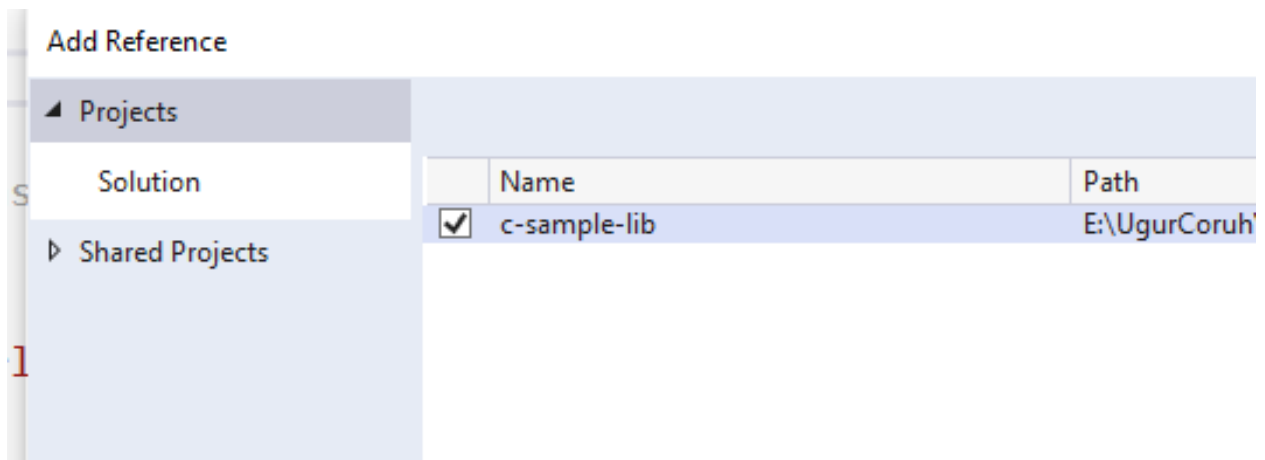 Add Reference
Projects
Solution
Shared Projects
Name Path
c-sample-lib E:\UgurCoruh
s
l